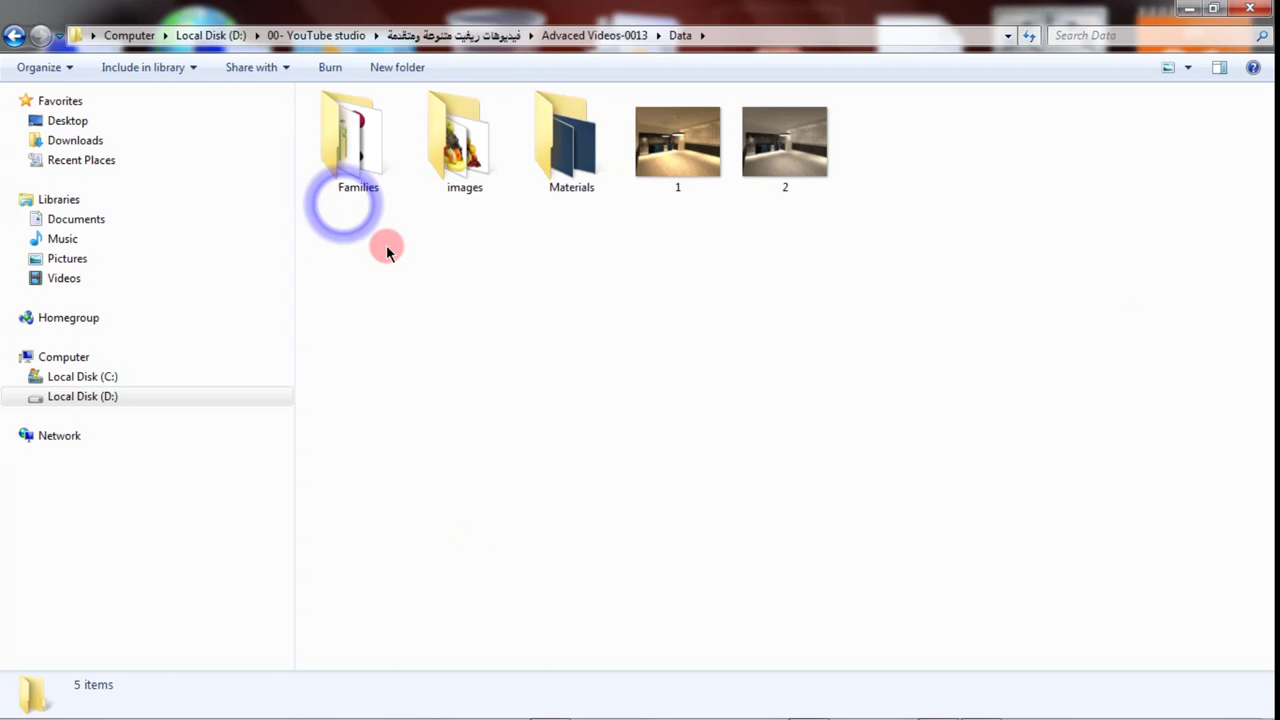 Computer Local Disk (D:) 00- YouTube studio فيديوهات ريفيت متنوعة ومتقدمة Advaced Videos-0013 Data Search Data
Organize Include in library Share with Burn New folder
Favorites
Desktop
Downloads
Recent Places
Libraries
Documents
Music
Pictures
Videos
Homegroup
Computer
Local Disk (C:)
Local Disk (D:)
Network
Families images Materials 1 2
5 items